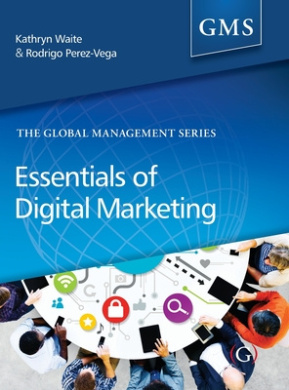 Kathryn Waite
& Rodrigo Perez-Vega
GMS
THE GLOBAL MANAGEMENT SERIES
Essentials of
Digital Marketing
G